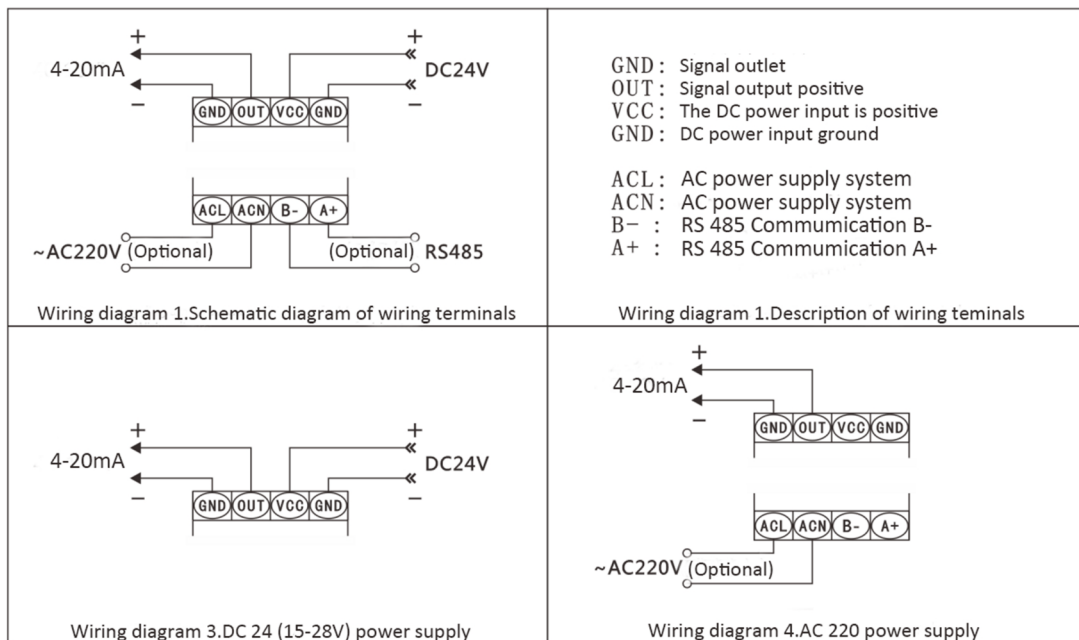 + +
4-20mA DC24V
− −
GND OUT VCC GND
ACL ACN B- A+
~AC220V (Optional) (Optional) RS485
Wiring diagram 1.Schematic diagram of wiring terminals
GND: Signal outlet
OUT: Signal output positive
VCC: The DC power input is positive
GND: DC power input ground
ACL: AC power supply system
ACN: AC power supply system
B- : RS 485 Communication B-
A+ : RS 485 Commumication A+
Wiring diagram 1.Description of wiring teminals
+ +
4-20mA DC24V
− −
GND OUT VCC GND
Wiring diagram 3.DC 24 (15-28V) power supply
+
4-20mA
−
GND OUT VCC GND
ACL ACN B- A+
~AC220V (Optional)
Wiring diagram 4.AC 220 power supply